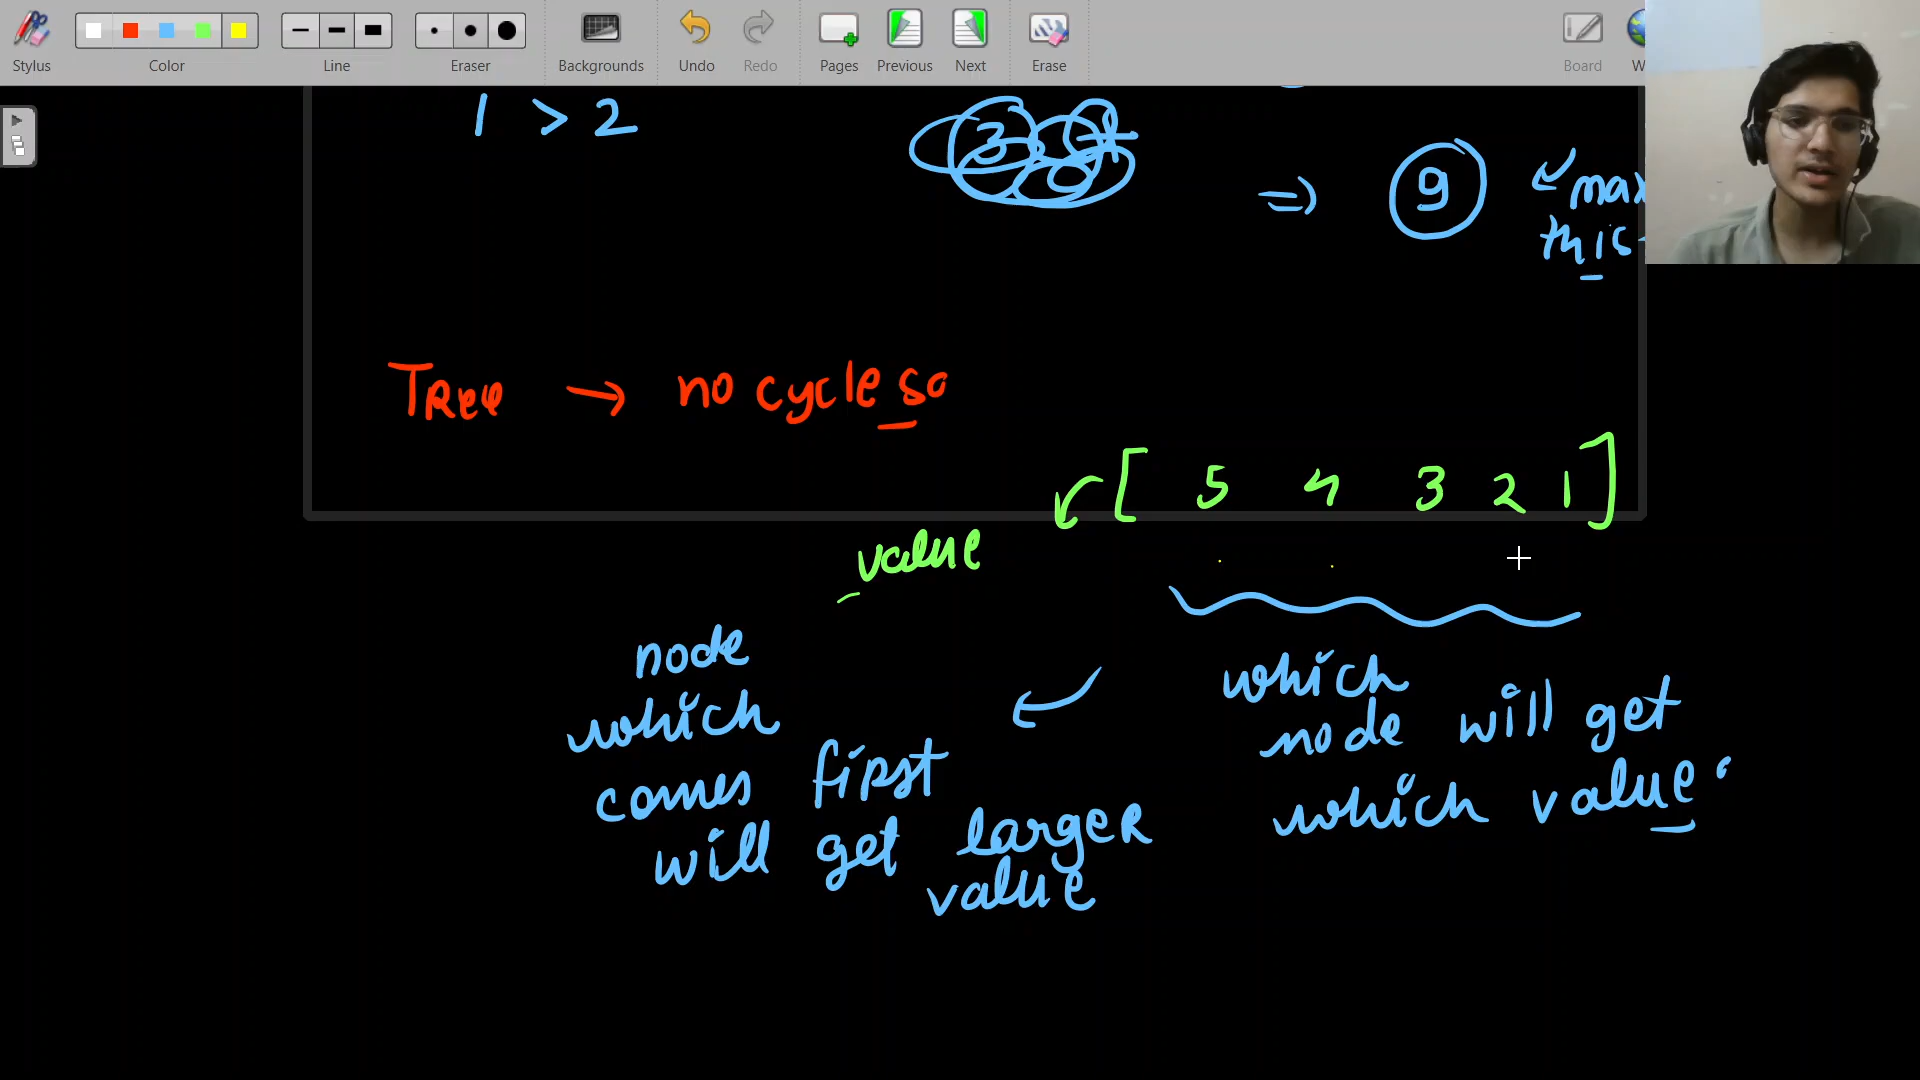 Stylus
Color
Line
Eraser
Backgrounds
Undo
Redo
Pages
Previous
Next
Erase
Board
W
1 > 2
3
=> 9
max
this
Tree → no cycle so
[ 5 4 3 2 1 ]
value
node
which
comes first
will get larger
value
which
node will get
which value